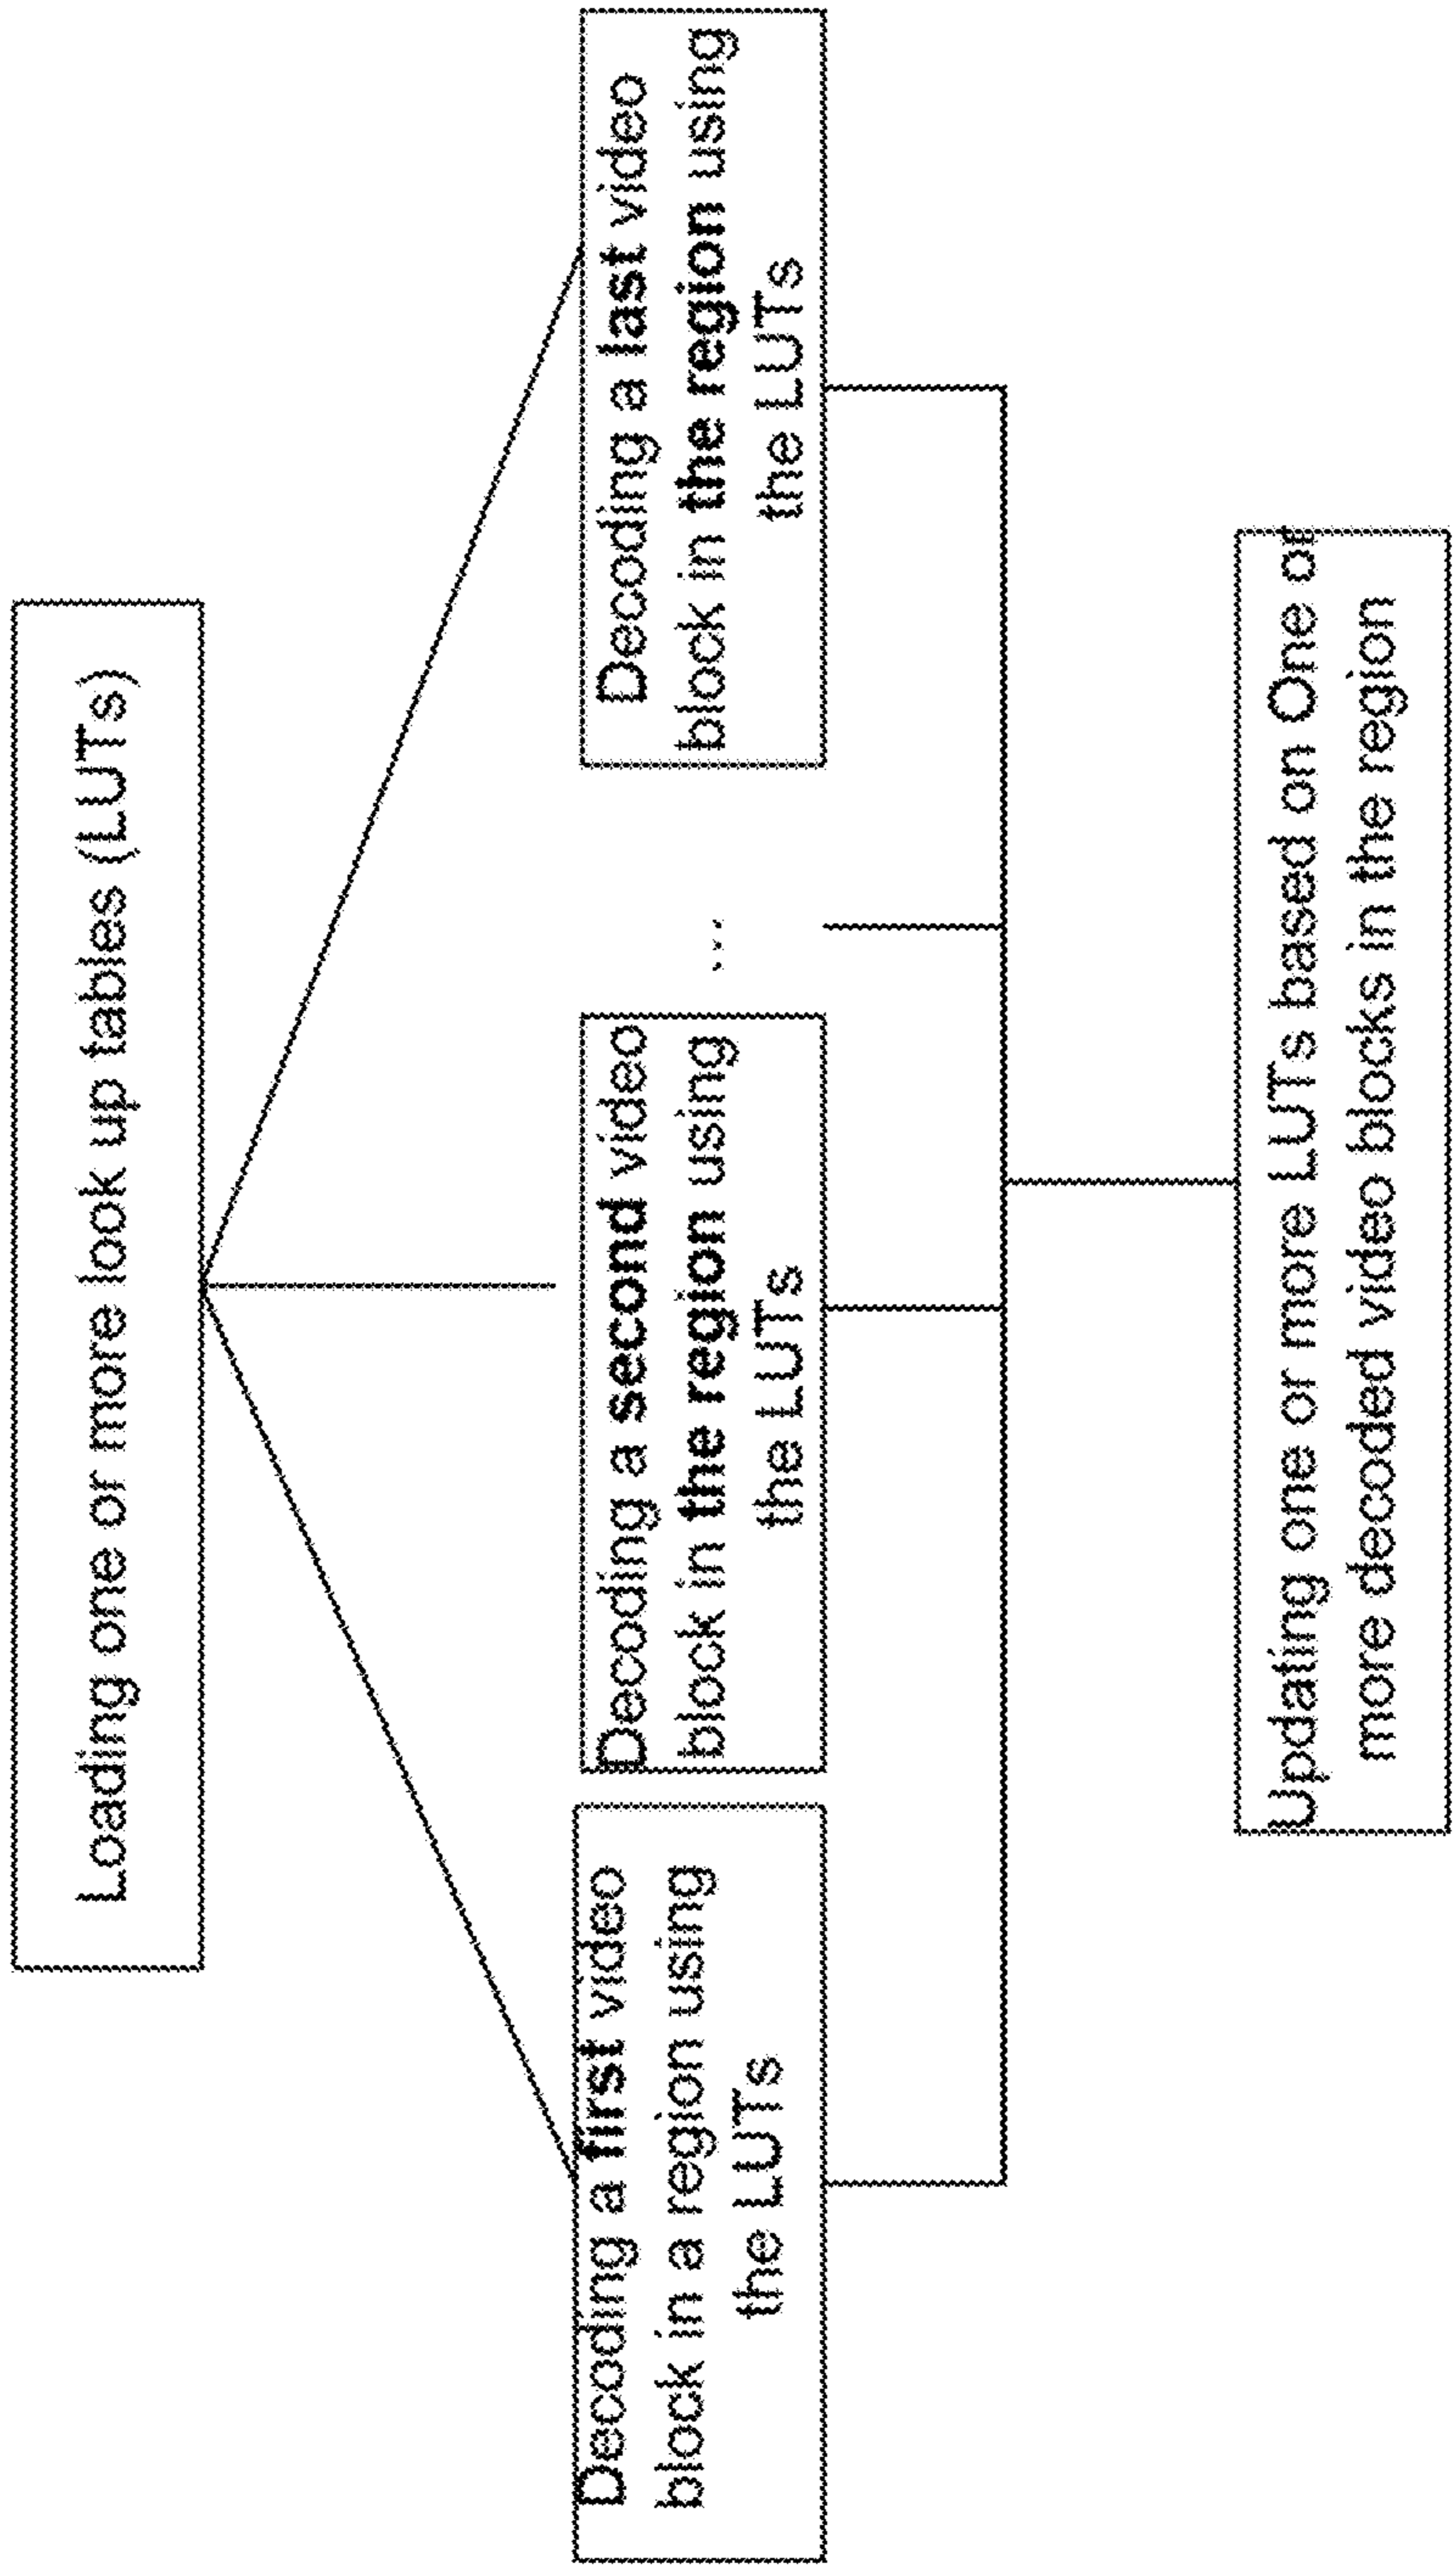 Loading one or more look up tables (LUTs)
Decoding a first video
block in a region using
the LUTs
Decoding a second video
block in the region using
the LUTs
...
Decoding a last video
block in the region using
the LUTs
Updating one or more LUTs based on One or
more decoded video blocks in the region